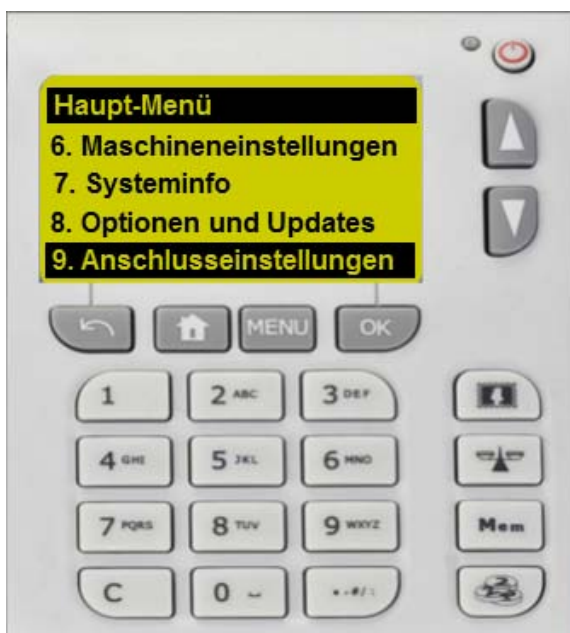 Haupt-Menü
6. Maschineneinstellungen
7. Systeminfo
8. Optionen und Updates
9. Anschlusseinstellungen
MENU OK
1 2 ABC 3 DEF
4 GHI 5 JKL 6 MNO
7 PQRS 8 TUV 9 WXYZ Mem
C 0